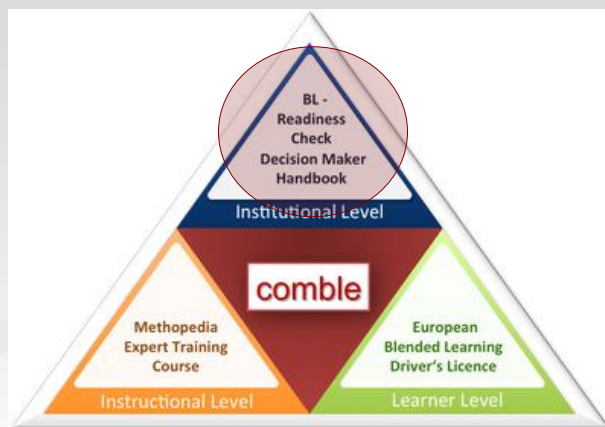 BL -
Readiness
Check
Decision Maker
Handbook
Institutional Level
comble
Methopedia
Expert Training
Course
Instructional Level
European
Blended Learning
Driver's Licence
Learner Level